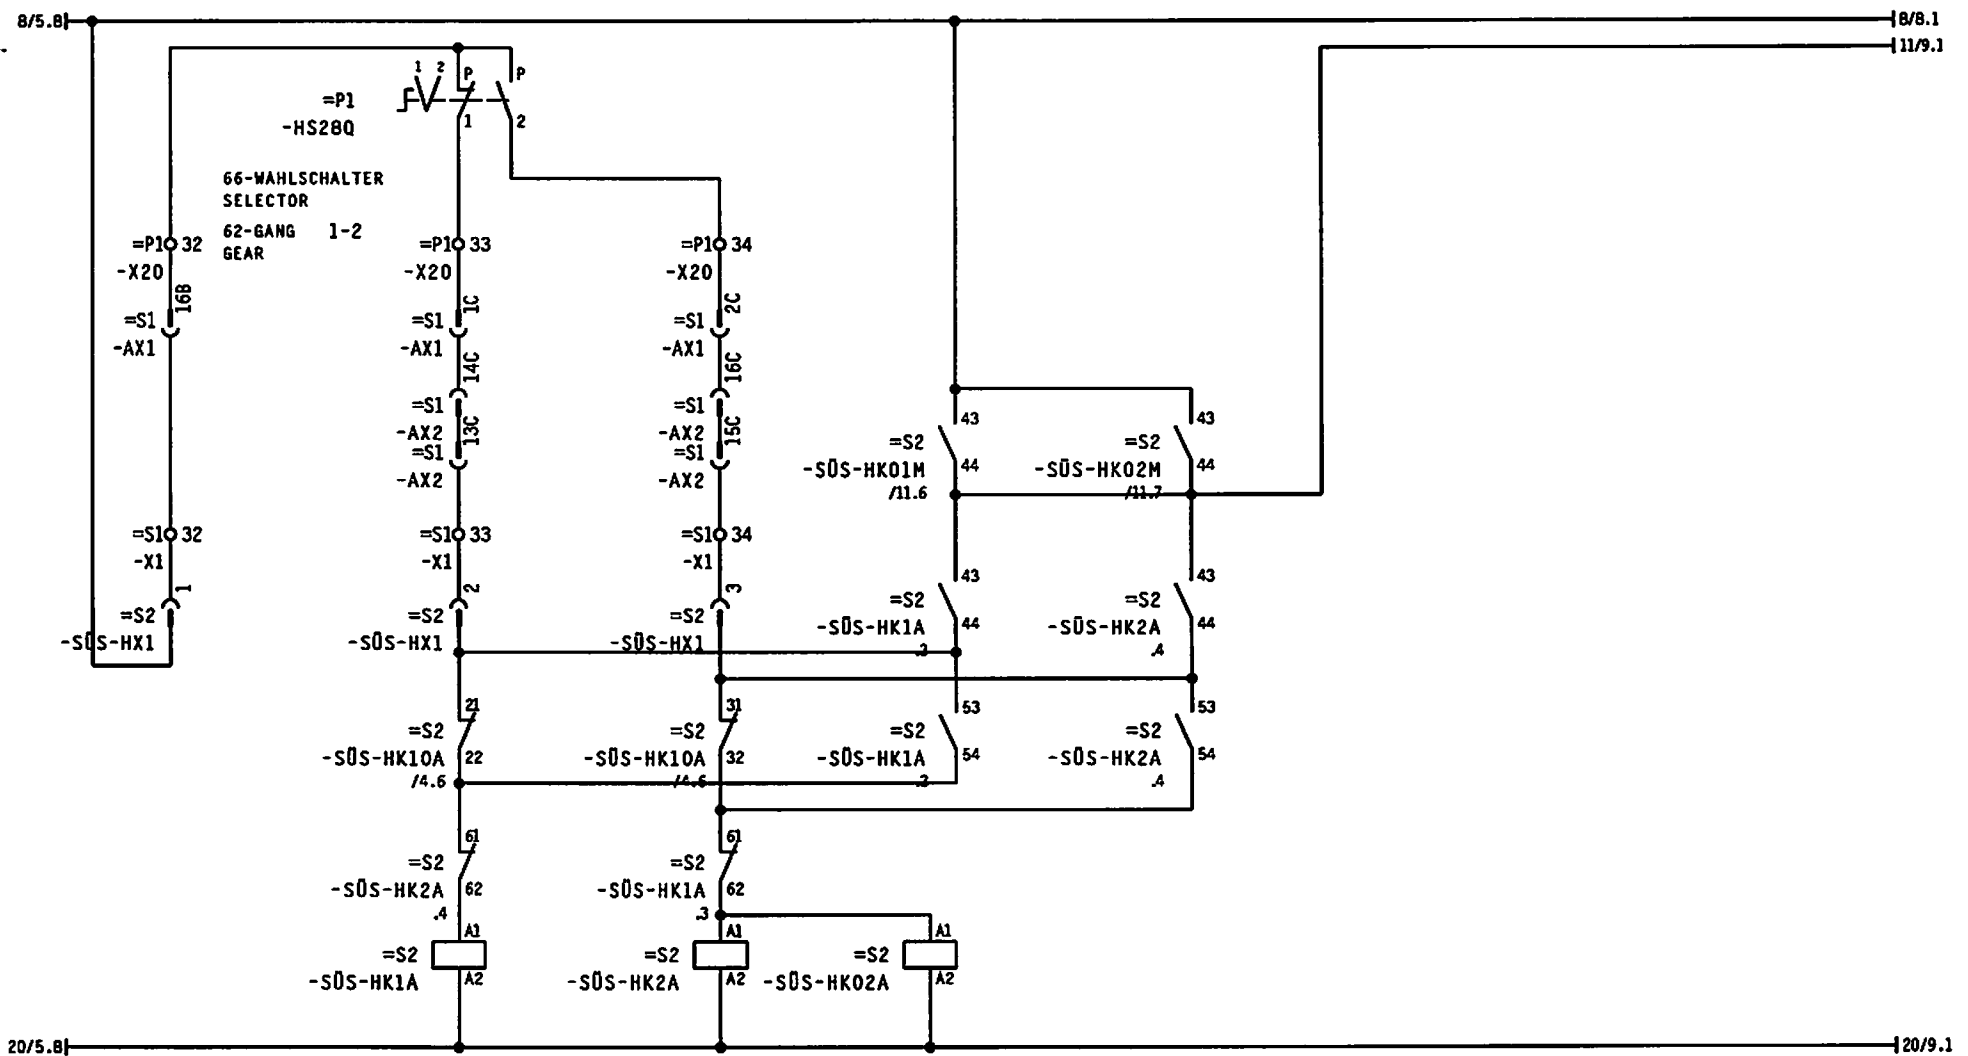 8/5.8
8/8.1
11/9.1
1 2 P P
=P1
-HS28Q
1 2
66-WAHLSCHALTER
SELECTOR
62-GANG 1-2
GEAR
=P1 32
-X20
=P1 33
-X20
=P1 34
-X20
16B
1C
2C
=S1
-AX1
=S1
-AX1
=S1
-AX1
14C
16C
=S1
-AX2
=S1
-AX2
13C
15C
=S1
-AX2
=S1
-AX2
43
=S2
-SÜS-HK01M
44
/11.6
43
=S2
-SÜS-HK02M
44
/11.7
=S1 32
-X1
=S1 33
-X1
=S1 34
-X1
1
2
3
=S2
-SÜS-HX1
=S2
-SÜS-HX1
=S2
-SÜS-HX1
43
=S2
-SÜS-HK1A
44
.3
43
=S2
-SÜS-HK2A
44
.4
21
=S2
-SÜS-HK10A
22
/4.6
31
=S2
-SÜS-HK10A
32
/4.6
53
=S2
-SÜS-HK1A
54
.3
53
=S2
-SÜS-HK2A
54
.4
61
=S2
-SÜS-HK2A
62
.4
61
=S2
-SÜS-HK1A
62
.3
A1
=S2
-SÜS-HK1A
A2
A1
=S2
-SÜS-HK2A
A2
A1
=S2
-SÜS-HK02A
A2
20/5.8
20/9.1